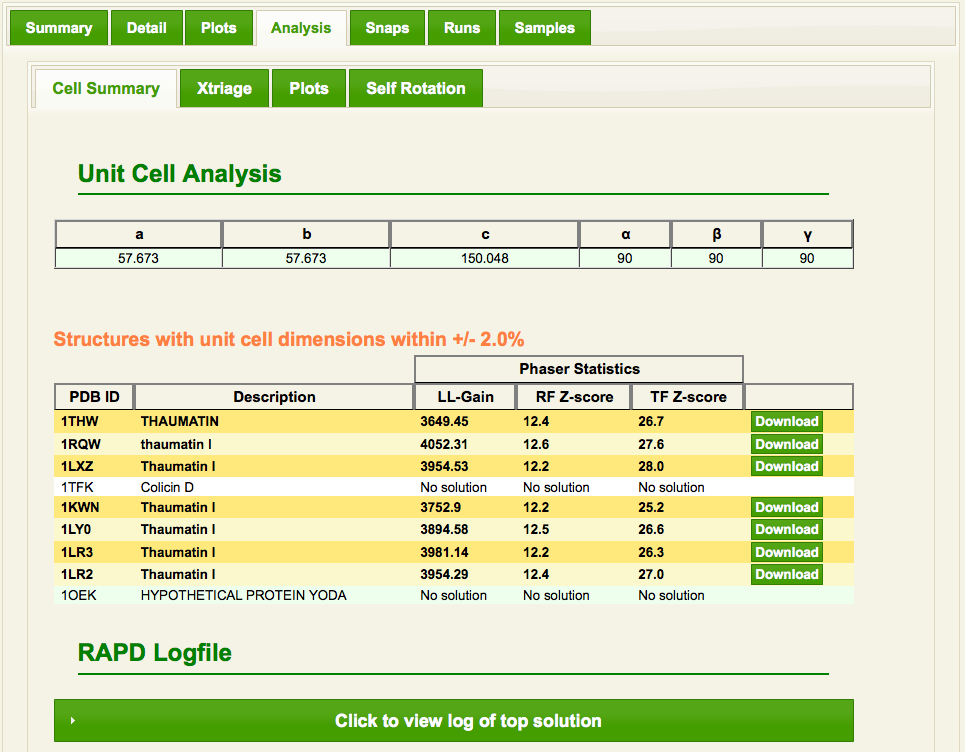 Summary Detail Plots Analysis Snaps Runs Samples
Cell Summary Xtriage Plots Self Rotation
Unit Cell Analysis
a b c α β γ
57.673 57.673 150.048 90 90 90
Structures with unit cell dimensions within +/- 2.0%
Phaser Statistics
PDB ID Description LL-Gain RF Z-score TF Z-score
1THW THAUMATIN 3649.45 12.4 26.7 Download
1RQW thaumatin I 4052.31 12.6 27.6 Download
1LXZ Thaumatin I 3954.53 12.2 28.0 Download
1TFK Colicin D No solution No solution No solution
1KWN Thaumatin I 3752.9 12.2 25.2 Download
1LY0 Thaumatin I 3894.58 12.5 26.6 Download
1LR3 Thaumatin I 3981.14 12.2 26.3 Download
1LR2 Thaumatin I 3954.29 12.4 27.0 Download
1OEK HYPOTHETICAL PROTEIN YODA No solution No solution No solution
RAPD Logfile
Click to view log of top solution